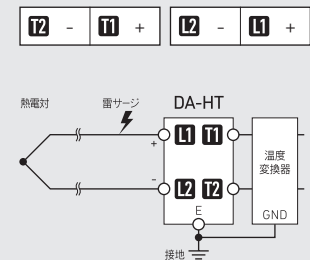 T2 - T1 + L2 - L1 +
熱電対 雷サージ DA-HT
+ L1 T1
温度
変換器
- L2 T2
E GND
接地